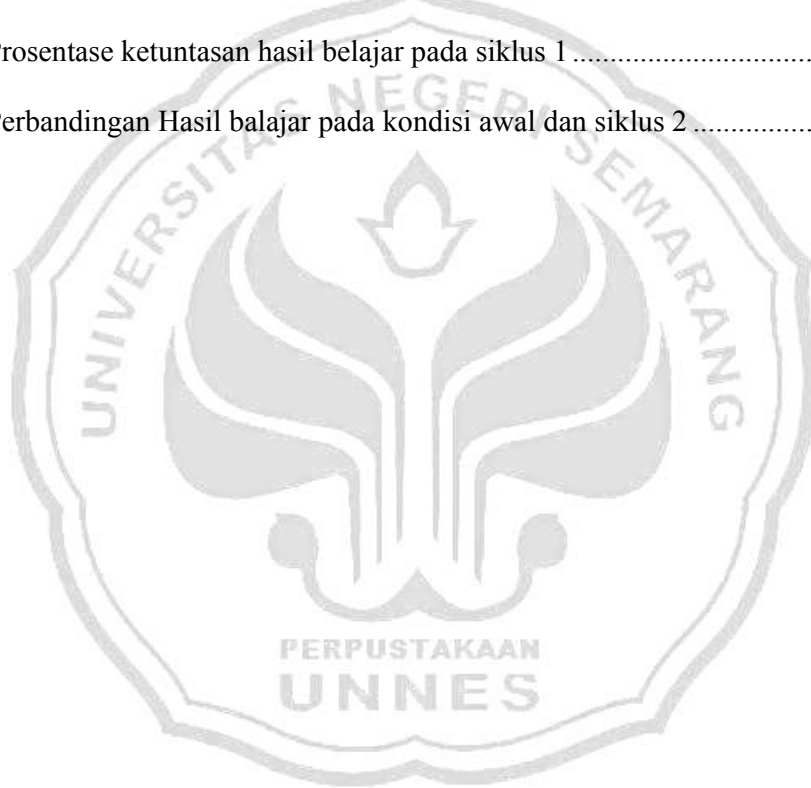 rosentase ketuntasan hasil belajar pada siklus 1 ..............................
erbandingan Hasil balajar pada kondisi awal dan siklus 2 ................
UNIVERSITAS NEGERI SEMARANG
PERPUSTAKAAN
UNNES